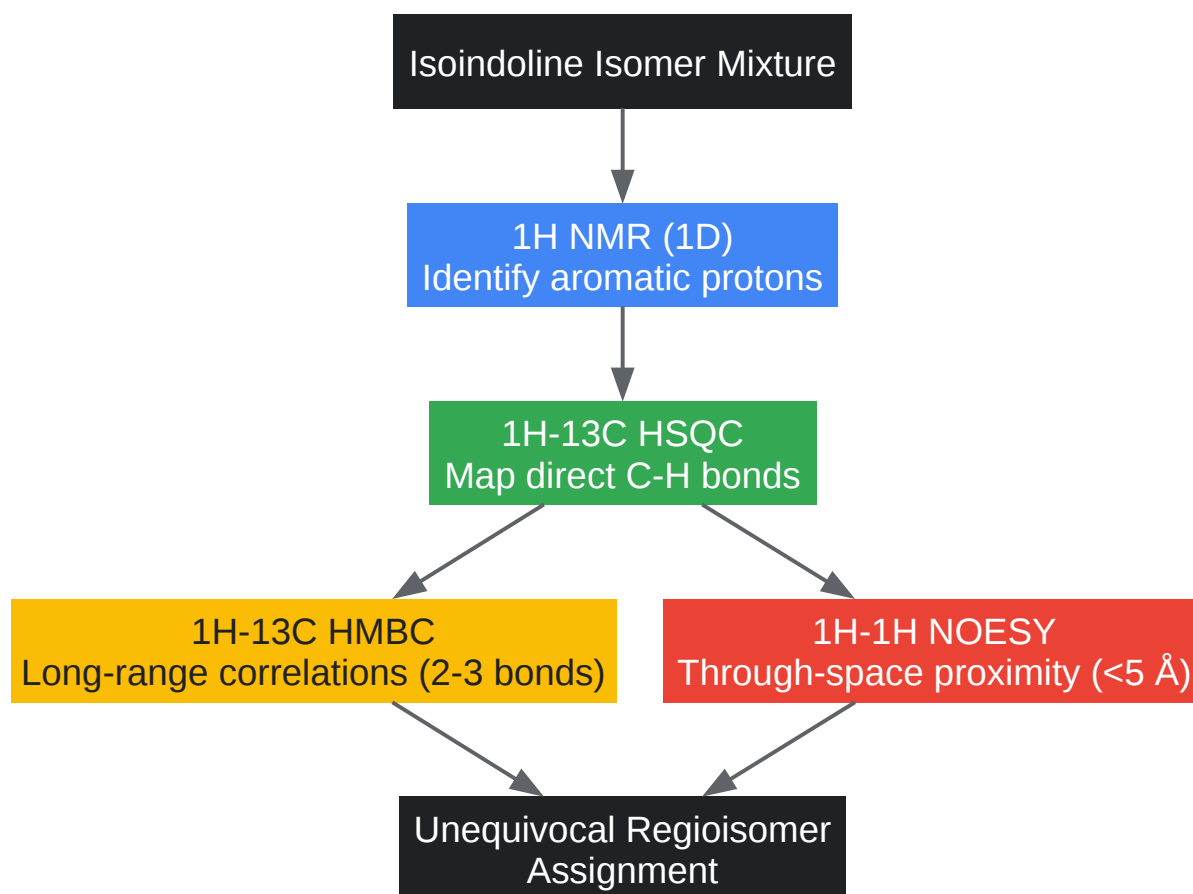 Isoindoline Isomer Mixture
1H NMR (1D)
Identify aromatic protons
1H-13C HSQC
Map direct C-H bonds
1H-13C HMBC
Long-range correlations (2-3 bonds)
1H-1H NOESY
Through-space proximity (<5 Å)
Unequivocal Regioisomer
Assignment